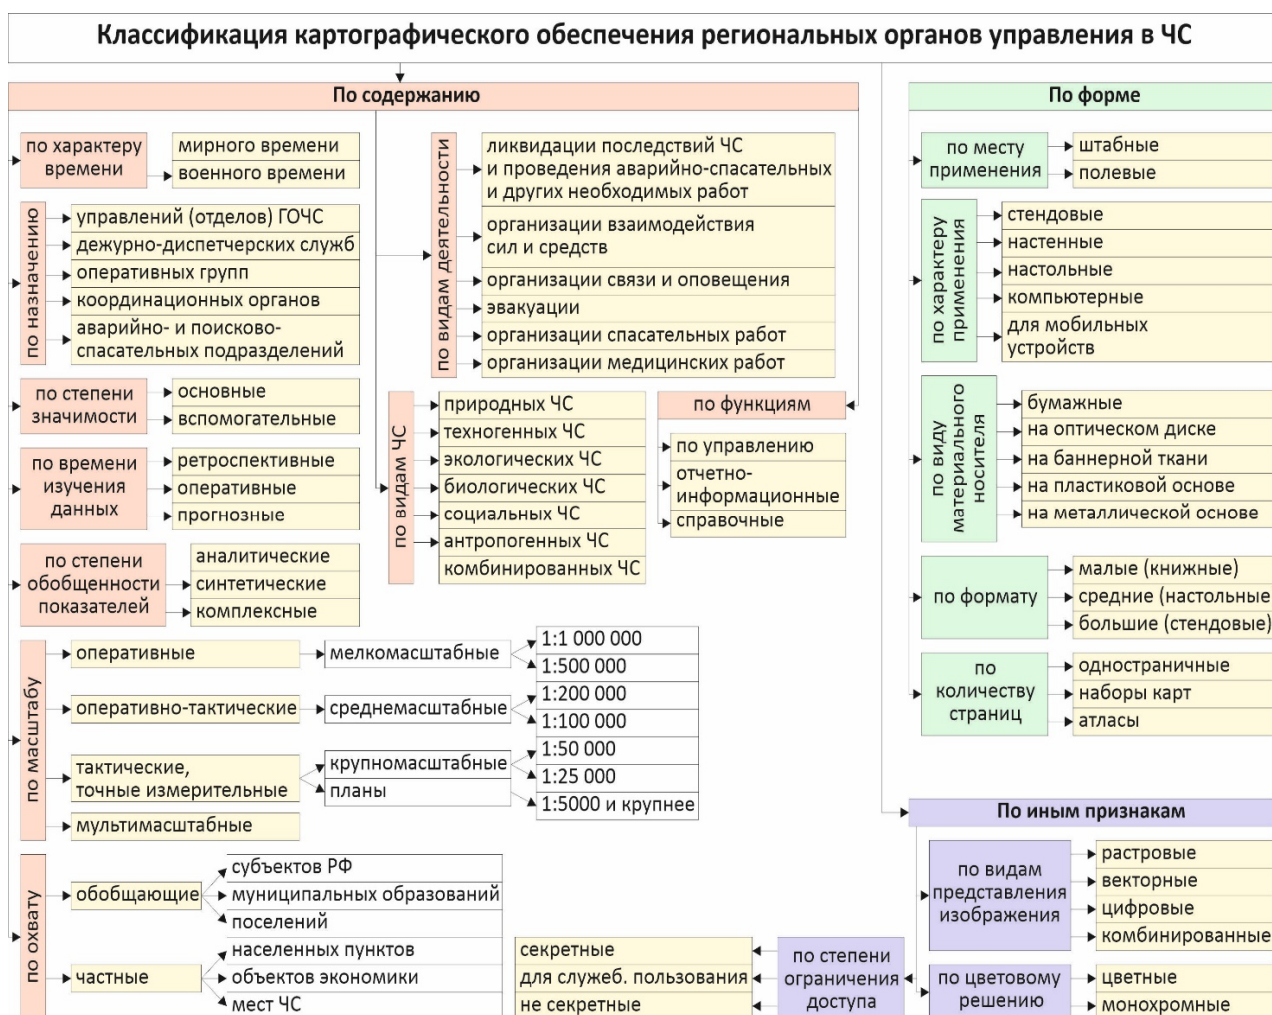 Классификация картографического обеспечения региональных органов управления в ЧС
По содержанию
по характеру
времени
мирного времени
военного времени
по назначению
управлений (отделов) ГОЧС
дежурно-диспетчерских служб
оперативных групп
координационных органов
аварийно- и поисково-
спасательных подразделений
по степени
значимости
основные
вспомогательные
по времени
изучения
данных
ретроспективные
оперативные
прогнозные
по степени
обобщенности
показателей
аналитические
синтетические
комплексные
по видам деятельности
ликвидации последствий ЧС
и проведения аварийно-спасательных
и других необходимых работ
организации взаимодействия
сил и средств
организации связи и оповещения
эвакуации
организации спасательных работ
организации медицинских работ
по видам ЧС
природных ЧС
техногенных ЧС
экологических ЧС
биологических ЧС
социальных ЧС
антропогенных ЧС
комбинированных ЧС
по функциям
по управлению
отчетно-
информационные
справочные
по масштабу
оперативные
мелкомасштабные
1:1 000 000
1:500 000
оперативно-тактические
среднемасштабные
1:200 000
1:100 000
тактические,
точные измерительные
крупномасштабные
планы
1:50 000
1:25 000
1:5000 и крупнее
мультимасштабные
по охвату
обобщающие
субъектов РФ
муниципальных образований
поселений
частные
населенных пунктов
объектов экономики
мест ЧС
По форме
по месту
применения
штабные
полевые
по характеру
применения
стендовые
настенные
настольные
компьютерные
для мобильных
устройств
по виду
материального
носителя
бумажные
на оптическом диске
на баннерной ткани
на пластиковой основе
на металлической основе
по формату
малые (книжные)
средние (настольные
большие (стендовые)
по
количеству
страниц
одностраничные
наборы карт
атласы
По иным признакам
по видам
представления
изображения
растровые
векторные
цифровые
комбинированные
по цветовому
решению
цветные
монохромные
по степени
ограничения
доступа
секретные
для служеб. пользования
не секретные